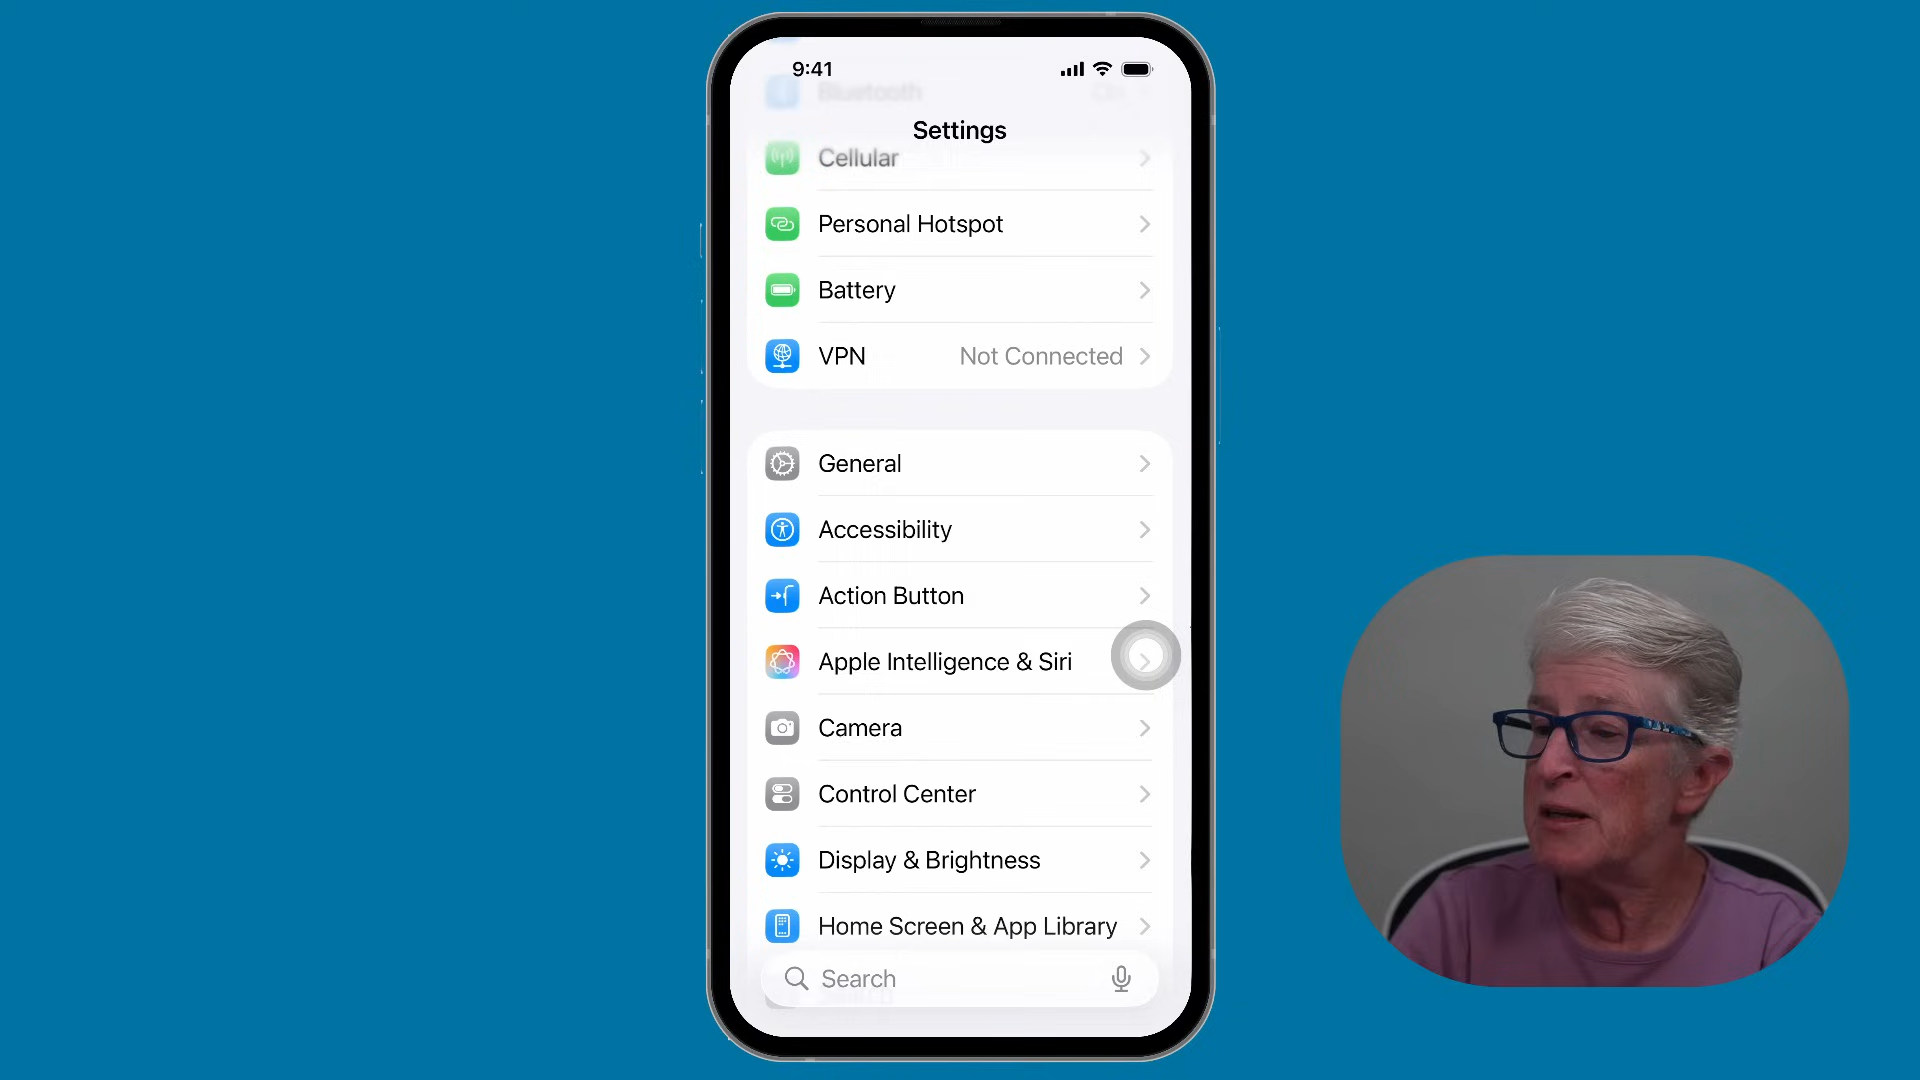 9:41
Bluetooth
Settings
Cellular
Personal Hotspot
Battery
VPN Not Connected
General
Accessibility
Action Button
Apple Intelligence & Siri
Camera
Control Center
Display & Brightness
Home Screen & App Library
Search